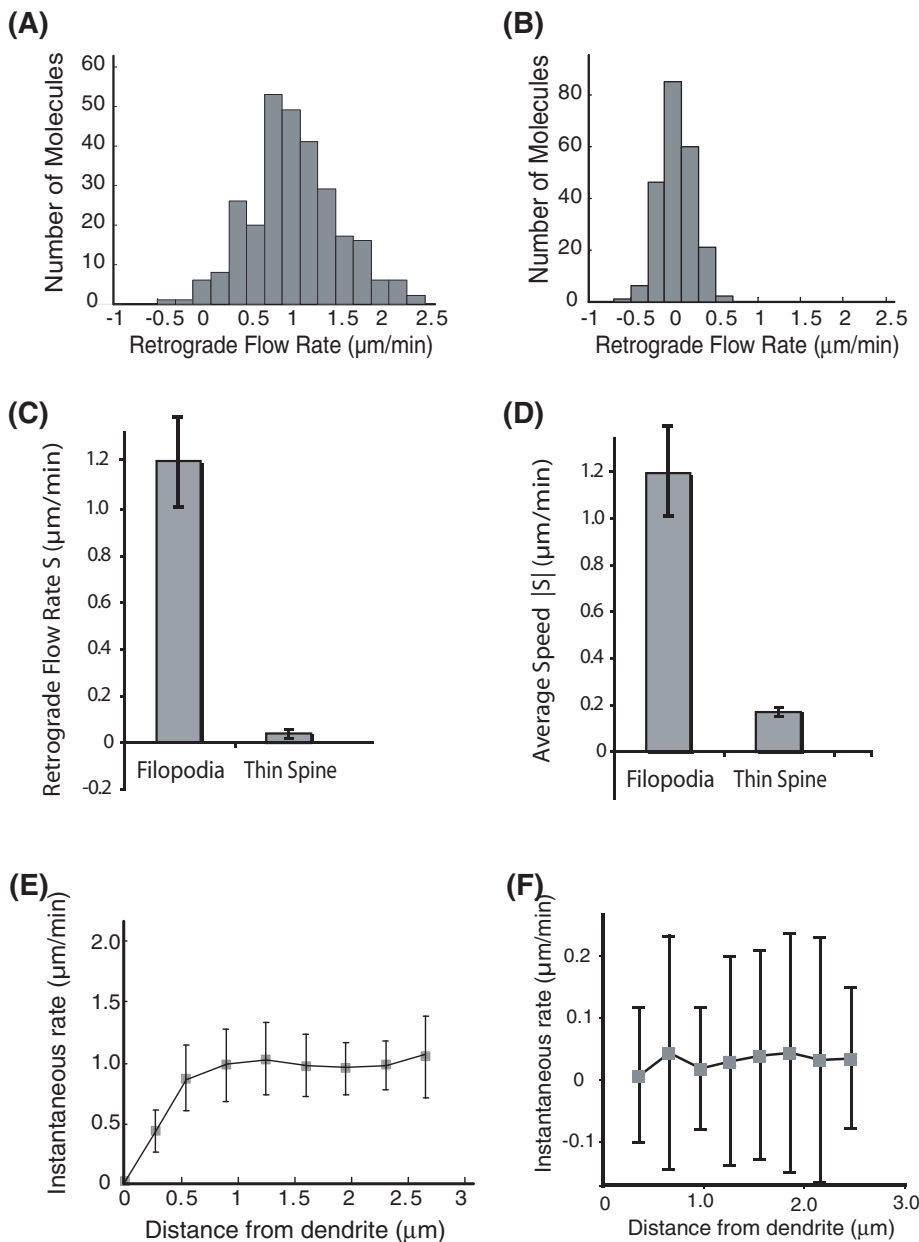 (A)
Number of Molecules
60
50
40
30
20
10
0
-1 -0.5 0 0.5 1 1.5 2 2.5
Retrograde Flow Rate (µm/min)
(B)
Number of Molecules
80
60
40
20
0
-1 -0.5 0 0.5 1 1.5 2 2.5
Retrograde Flow Rate (µm/min)
(C)
Retrograde Flow Rate S (µm/min)
1.2
1.0
0.8
0.6
0.4
0.2
0
-0.2
Filopodia Thin Spine
(D)
Average Speed |S| (µm/min)
1.2
1.0
0.8
0.6
0.4
0.2
0
Filopodia Thin Spine
(E)
Instantaneous rate (µm/min)
2.0
1.5
1.0
0.5
0
0 0.5 1 1.5 2 2.5 3
Distance from dendrite (µm)
(F)
Instantaneous rate (µm/min)
0.2
0.1
0
-0.1
0 1.0 2.0 3.0
Distance from dendrite (µm)